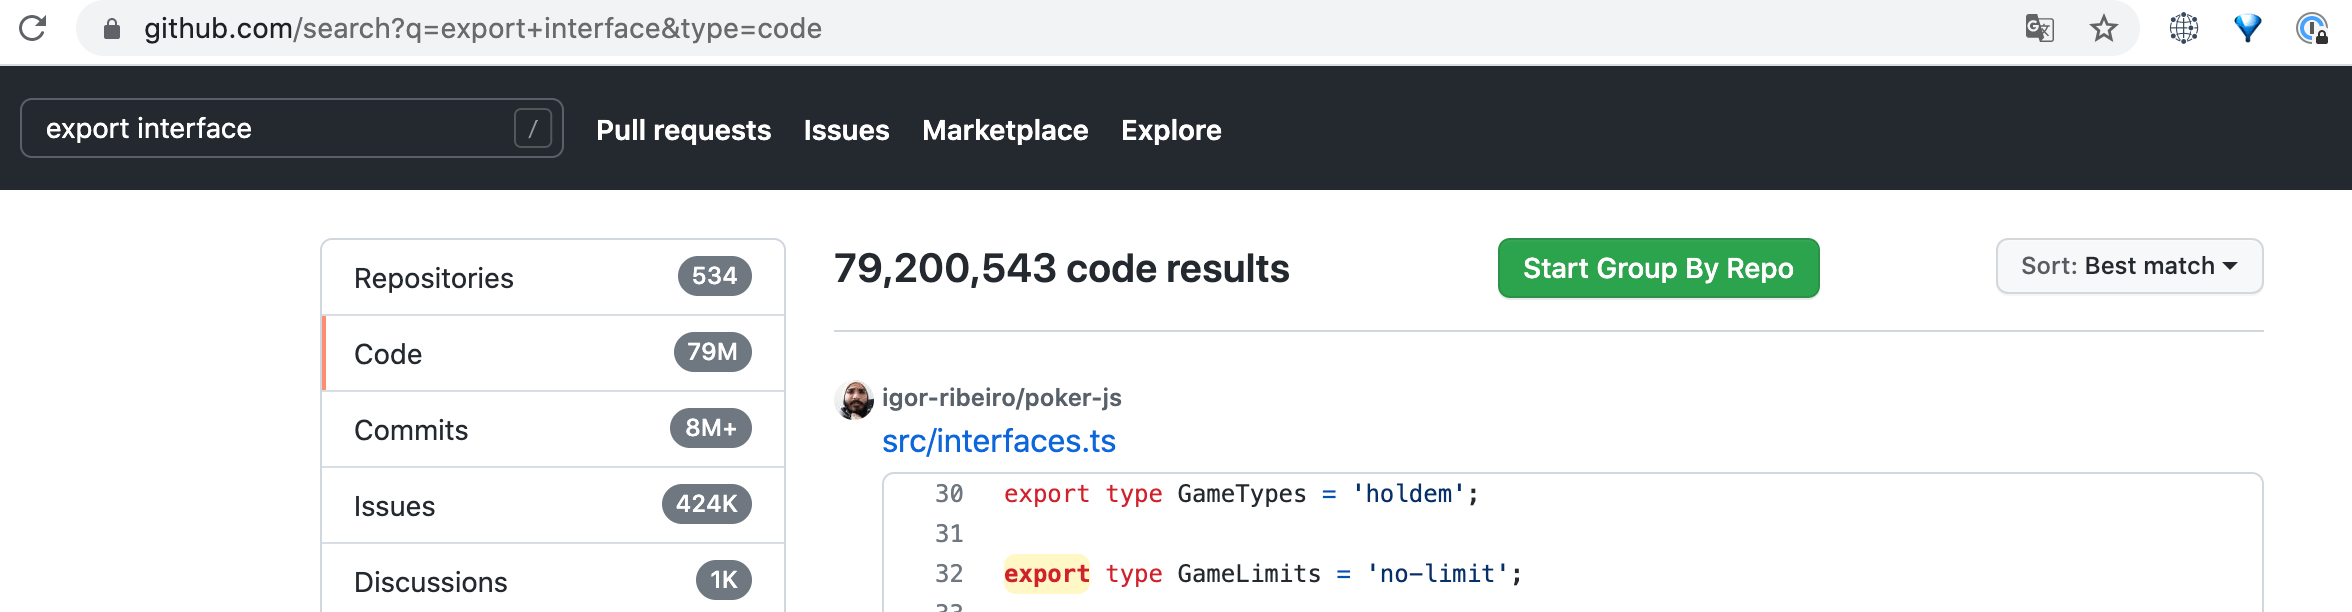 github.com/search?q=export+interface&type=code
export interface /
Pull requests Issues Marketplace Explore
Repositories 534
Code 79M
Commits 8M+
Issues 424K
Discussions 1K
79,200,543 code results
Start Group By Repo
Sort: Best match
igor-ribeiro/poker-js
src/interfaces.ts
30 export type GameTypes = 'holdem';
31
32 export type GameLimits = 'no-limit';